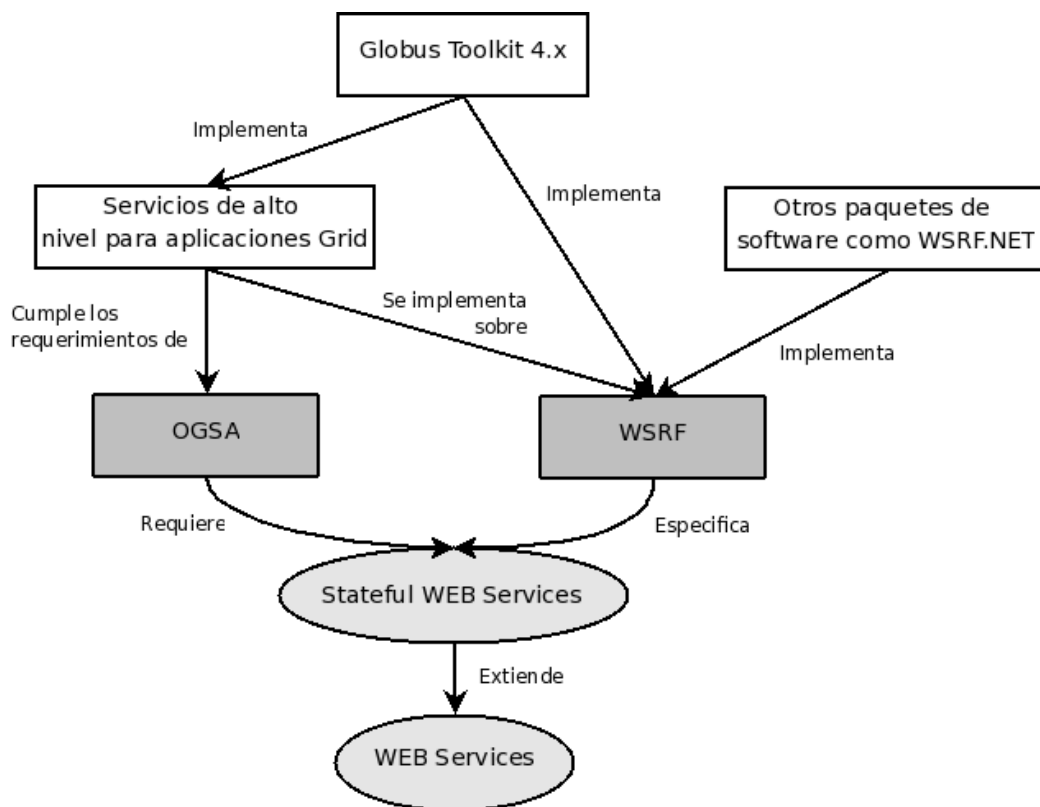 Globus Toolkit 4.x
Implementa
Servicios de alto
nivel para aplicaciones Grid
Implementa
Otros paquetes de
software como WSRF.NET
Cumple los
requerimientos de
Se implementa
sobre
Implementa
OGSA
WSRF
Requiere
Especifica
Stateful WEB Services
Extiende
WEB Services